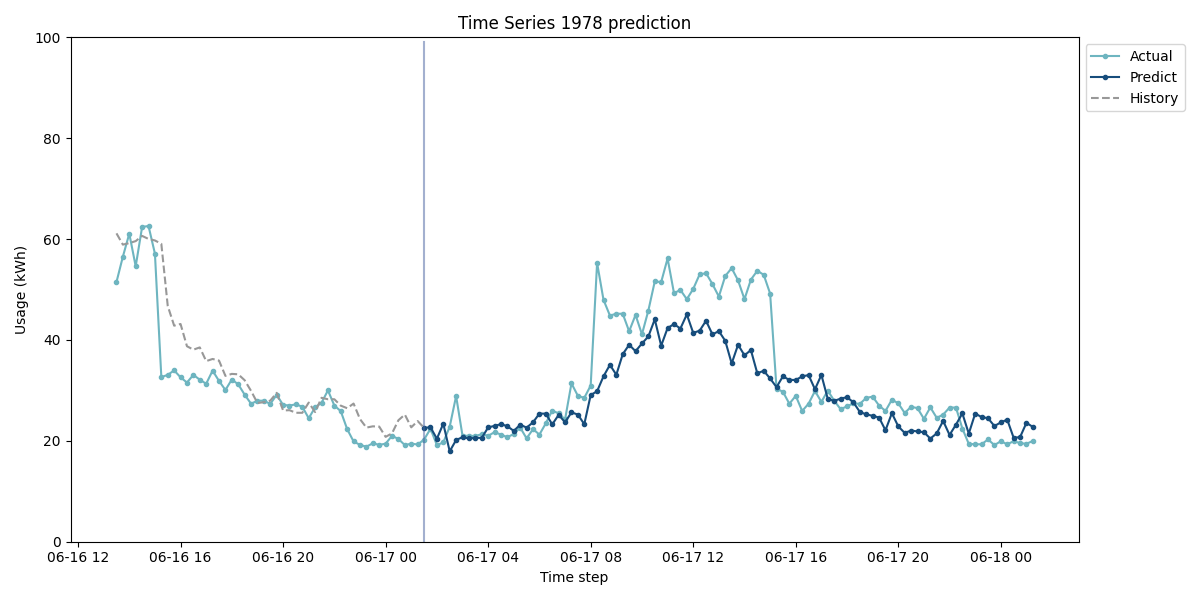 Time Series 1978 prediction
Usage (kWh)
100
80
60
40
20
0
06-16 12
06-16 16
06-16 20
06-17 00
06-17 04
06-17 08
06-17 12
06-17 16
06-17 20
06-18 00
Time step
Actual
Predict
History